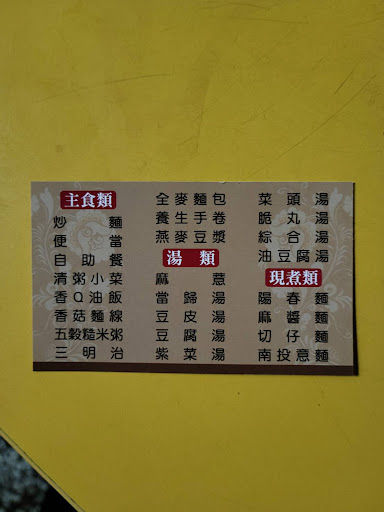 主食類
炒麵
便當
自助餐
清粥小菜
香Q油飯
香菇麵線
五穀糙米粥
三明治
全麥麵包
養生手卷
燕麥豆漿
湯類
麻薏
當歸湯
豆皮湯
豆腐湯
紫菜湯
菜頭湯
脆丸湯
綜合湯
油豆腐湯
現煮類
陽春麵
麻醬麵
切仔麵
南投意麵